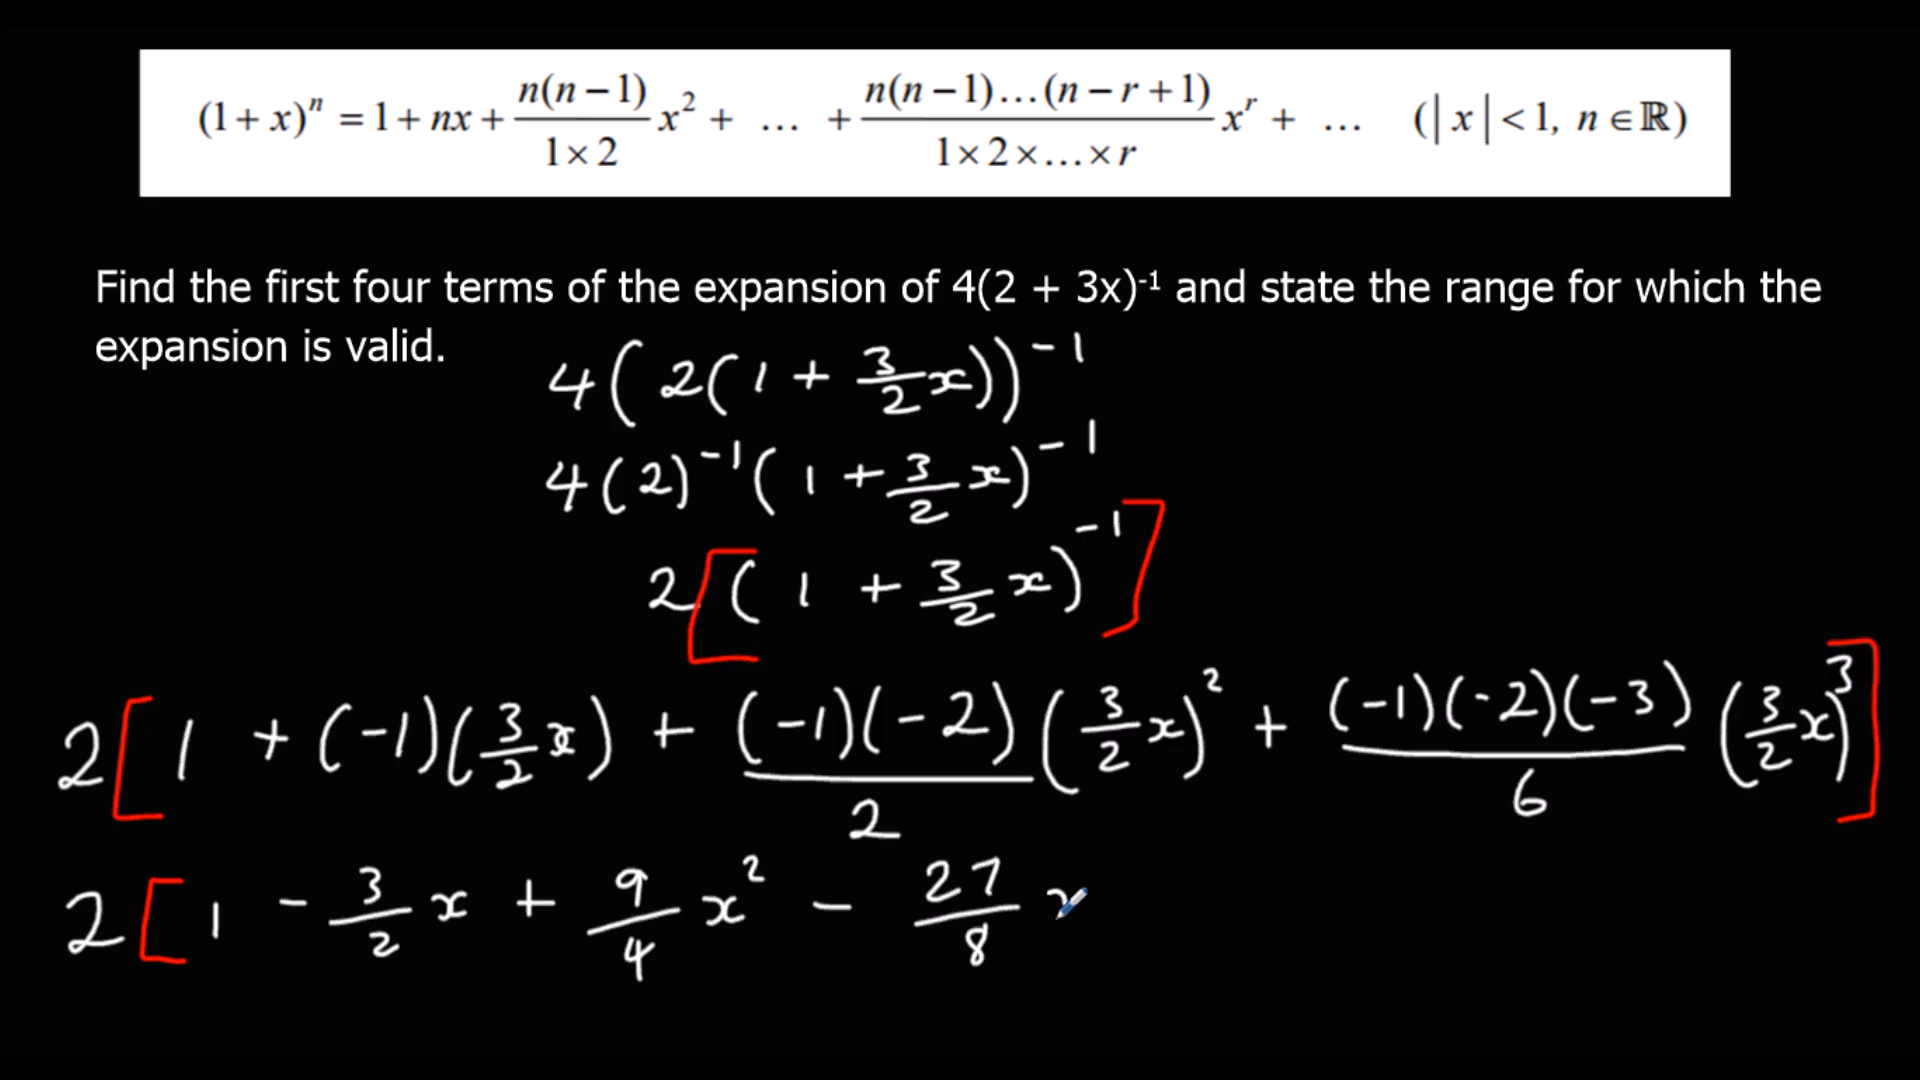 (1 + x)ⁿ = 1 + nx + n(n − 1)/(1 × 2) x² + … + n(n − 1)…(n − r + 1)/(1 × 2 × … × r) xʳ + … (|x| < 1, n ∈ ℝ)
Find the first four terms of the expansion of 4(2 + 3x)⁻¹ and state the range for which the
expansion is valid.
4(2(1 + 3/2 x))⁻¹
4(2)⁻¹(1 + 3/2 x)⁻¹
2[(1 + 3/2 x)⁻¹]
2[1 + (-1)(3/2 x) + (-1)(-2)/2 (3/2 x)² + (-1)(-2)(-3)/6 (3/2 x)³]
2[1 - 3/2 x + 9/4 x² - 27/8